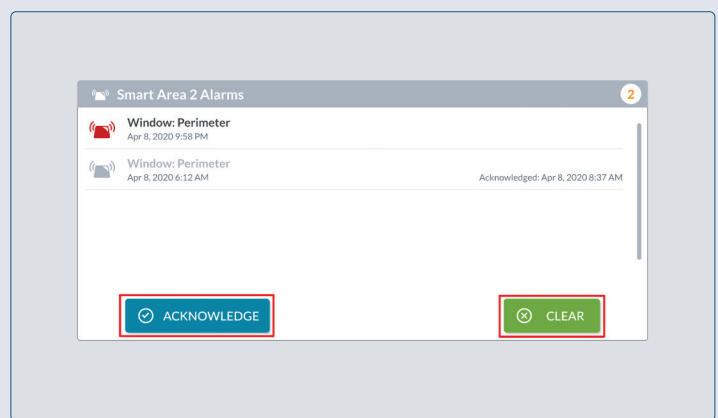 Smart Area 2 Alarms
2
Window: Perimeter
Apr 8, 2020 9:58 PM
Window: Perimeter
Apr 8, 2020 6:12 AM
Acknowledged: Apr 8, 2020 8:37 AM
ACKNOWLEDGE
CLEAR